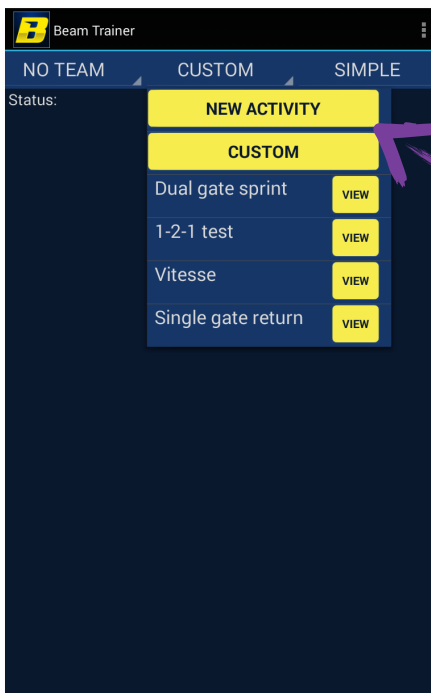 B Beam Trainer
NO TEAM CUSTOM SIMPLE
Status:
NEW ACTIVITY
CUSTOM
Dual gate sprint VIEW
1-2-1 test VIEW
Vitesse VIEW
Single gate return VIEW